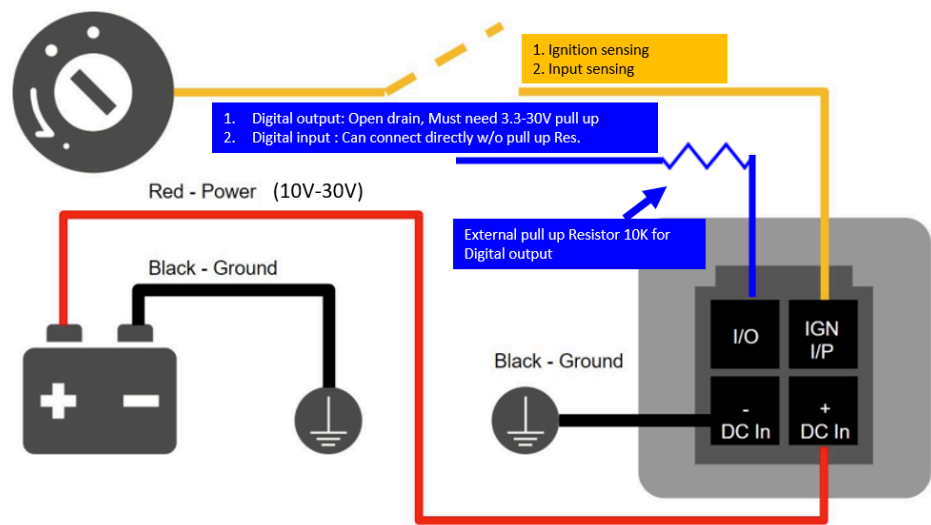 1. Ignition sensing
2. Input sensing
1. Digital output: Open drain, Must need 3.3-30V pull up
2. Digital input : Can connect directly w/o pull up Res.
Red - Power (10V-30V)
External pull up Resistor 10K for
Digital output
Black - Ground
I/O
IGN
I/P
Black - Ground
-
DC In
+
DC In
+
-